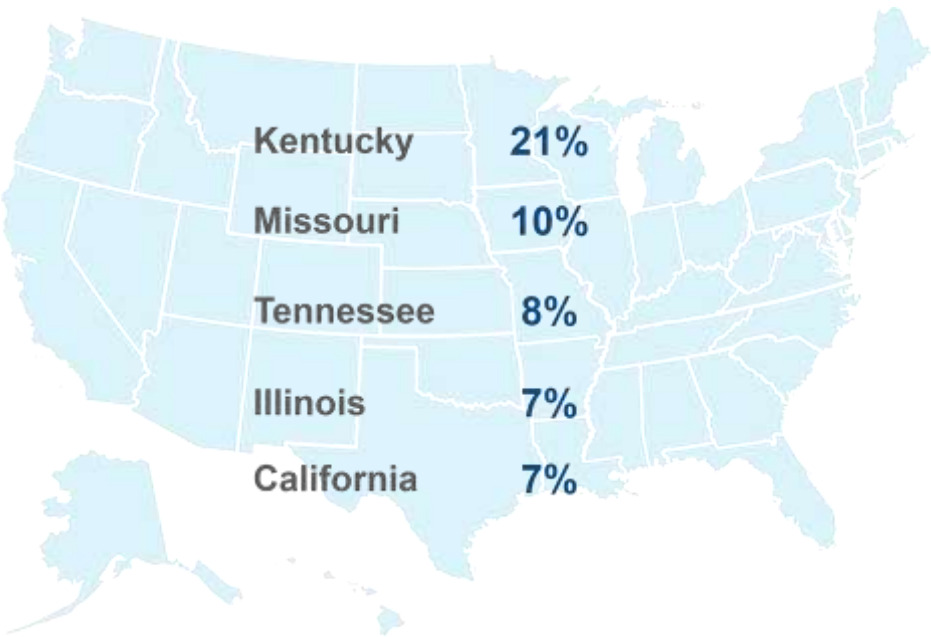 Kentucky 21%
Missouri 10%
Tennessee 8%
Illinois 7%
California 7%